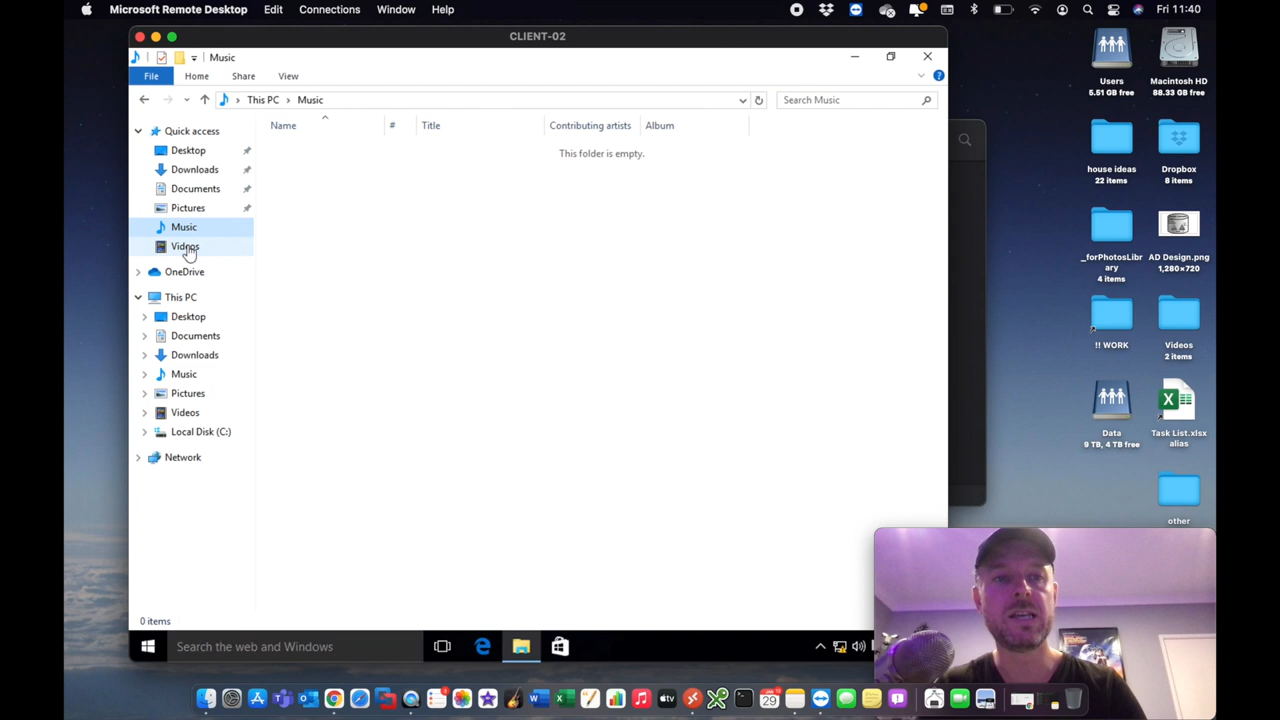 Microsoft Remote Desktop Edit Connections Window Help Fri 11:40
CLIENT-02
Music
File Home Share View
This PC Music Search Music
Name # Title Contributing artists Album
This folder is empty.
Quick access
Desktop
Downloads
Documents
Pictures
Music
Videos
OneDrive
This PC
Desktop
Documents
Downloads
Music
Pictures
Videos
Local Disk (C:)
Network
0 items
Search the web and Windows
Users
5.51 GB free
Macintosh HD
88.33 GB free
house ideas
22 items
Dropbox
8 items
_forPhotosLibr
ary
4 items
AD Design.png
1,280×720
!! WORK
Videos
2 items
Data
9 TB, 4 TB free
Task List.xlsx
alias
other
29